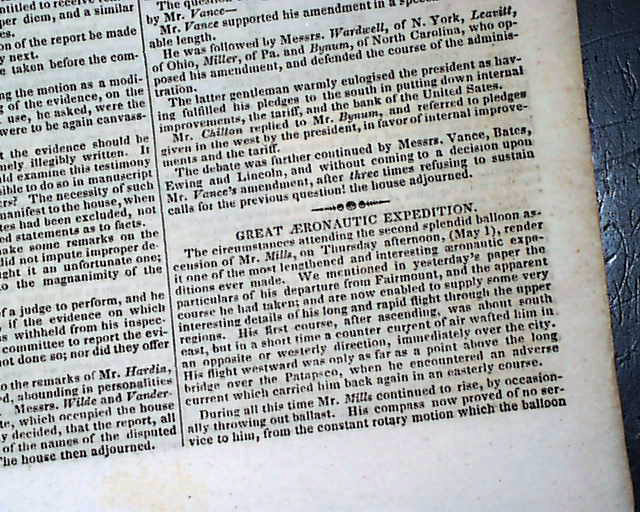 mitted to receive
per diem, and a similar
es.
on of the report be made
y next.
e taken before the com-
ng the motion as a modi-
g of the evidence, on the
r use, he asked, were the
were to be again canvass-
t the evidence should be
mely illegibly written. It
ld examine this testimony
sible to do so in manuscript
ers? The necessity of such
manifest to the house, when
tes had been excluded, not
ed statements as to facts.
ake some remarks on the
did not impute improper de-
ght it an unfortunate one;
o the magnanimity of the
of a judge to perform, and he
, if the evidence on which
s withheld from his inspec-
committee to report the evi-
not done so; nor did they offer
o the remarks of Mr. Hardin,
d, abounding in personalities
Messrs. Wilde and Vander-
te, which occupied the house
y decided, that the report, all
of the names of the disputed
The house then adjourned.
The question
by Mr. Vance—
Mr. Vance supported his amendment in a speech
able length.
He was followed by Messrs. Wardwell, of N. York, Leavitt,
of Ohio, Miller, of Pa. and Bynum, of North Carolina, who op-
posed his amendment, and defended the course of the adminis-
tration.
The latter gentleman warmly eulogised the president as hav-
ing fulfilled his pledges to the south in putting down internal
improvements, the tariff, and the bank of the United Sates.
Mr. Chilton replied to Mr. Bynum, and referred to pledges
given in the west by the president, in favor of internal improve-
ments and the tariff.
The debate was further continued by Messrs. Vance, Bates,
Ewing and Lincoln, and without coming to a decision upon
Mr. Vance's amendment, after three times refusing to sustain
calls for the previous question! the house adjourned.
GREAT ÆRONAUTIC EXPEDITION.
The circumstances attending the second splendid balloon as-
cension of Mr. Mills, on Thursday afternoon, (May 1), render
it one of the most lengthened and interesting æronautic expe-
ditions ever made. We mentioned in yesterday's paper the
particulars of his departure from Fairmount, and the apparent
course he had taken; and are now enabled to supply some very
interesting details of his long and rapid flight through the upper
regions. His first course, after ascending, was about south
east, but in a short time a counter current of air wafted him in
an opposite or westerly direction, immediately over the city.
His flight westward was only as far as a point above the long
bridge over the Patapsco, when he encountered an adverse
current which carried him back again in an easterly course.
During all this time Mr. Mills continued to rise, by occasion-
ally throwing out ballast. His compass now proved of no ser-
vice to him, from the constant rotary motion which the balloon